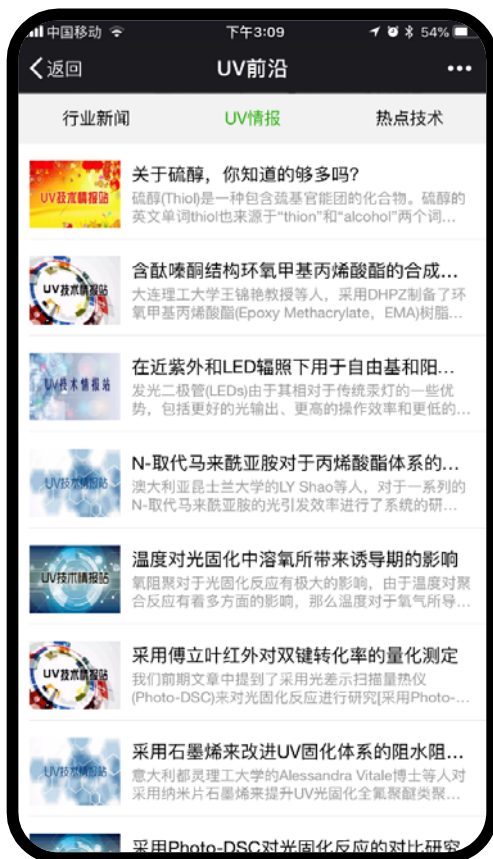 中国移动 下午3:09 54%
返回 UV前沿
行业新闻 UV情报 热点技术
UV技术情报站
关于硫醇，你知道的够多吗？
硫醇(Thiol)是一种包含巯基官能团的化合物。硫醇的
英文单词thiol也来源于“thion”和“alcohol”两个词...
UV技术情报站
含酞嗪酮结构环氧甲基丙烯酸酯的合成...
大连理工大学王锦艳教授等人，采用DHPZ制备了环
氧甲基丙烯酸酯(Epoxy Methacrylate，EMA)树脂...
UV技术情报站
在近紫外和LED辐照下用于自由基和阳...
发光二极管(LEDs)由于其相对于传统汞灯的一些优
势，包括更好的光输出、更高的操作效率和更低的...
UV技术情报站
N-取代马来酰亚胺对于丙烯酸酯体系的...
澳大利亚昆士兰大学的LY Shao等人，对于一系列的
N-取代马来酰亚胺的光引发效率进行了系统的研...
UV技术情报站
温度对光固化中溶氧所带来诱导期的影响
氧阻聚对于光固化反应有极大的影响，由于温度对聚
合反应有着多方面的影响，那么温度对于氧气所导...
UV技术情报站
采用傅立叶红外对双键转化率的量化测定
我们前期文章中提到了采用光差示扫描量热仪
(Photo-DSC)来对光固化反应进行研究[采用Photo-...
UV技术情报站
采用石墨烯来改进UV固化体系的阻水阻...
意大利都灵理工大学的Alessandra Vitale博士等人对
采用纳米片石墨烯来提升UV光固化全氟聚醚类聚...
采用Photo-DSC对光固化反应的对比研究